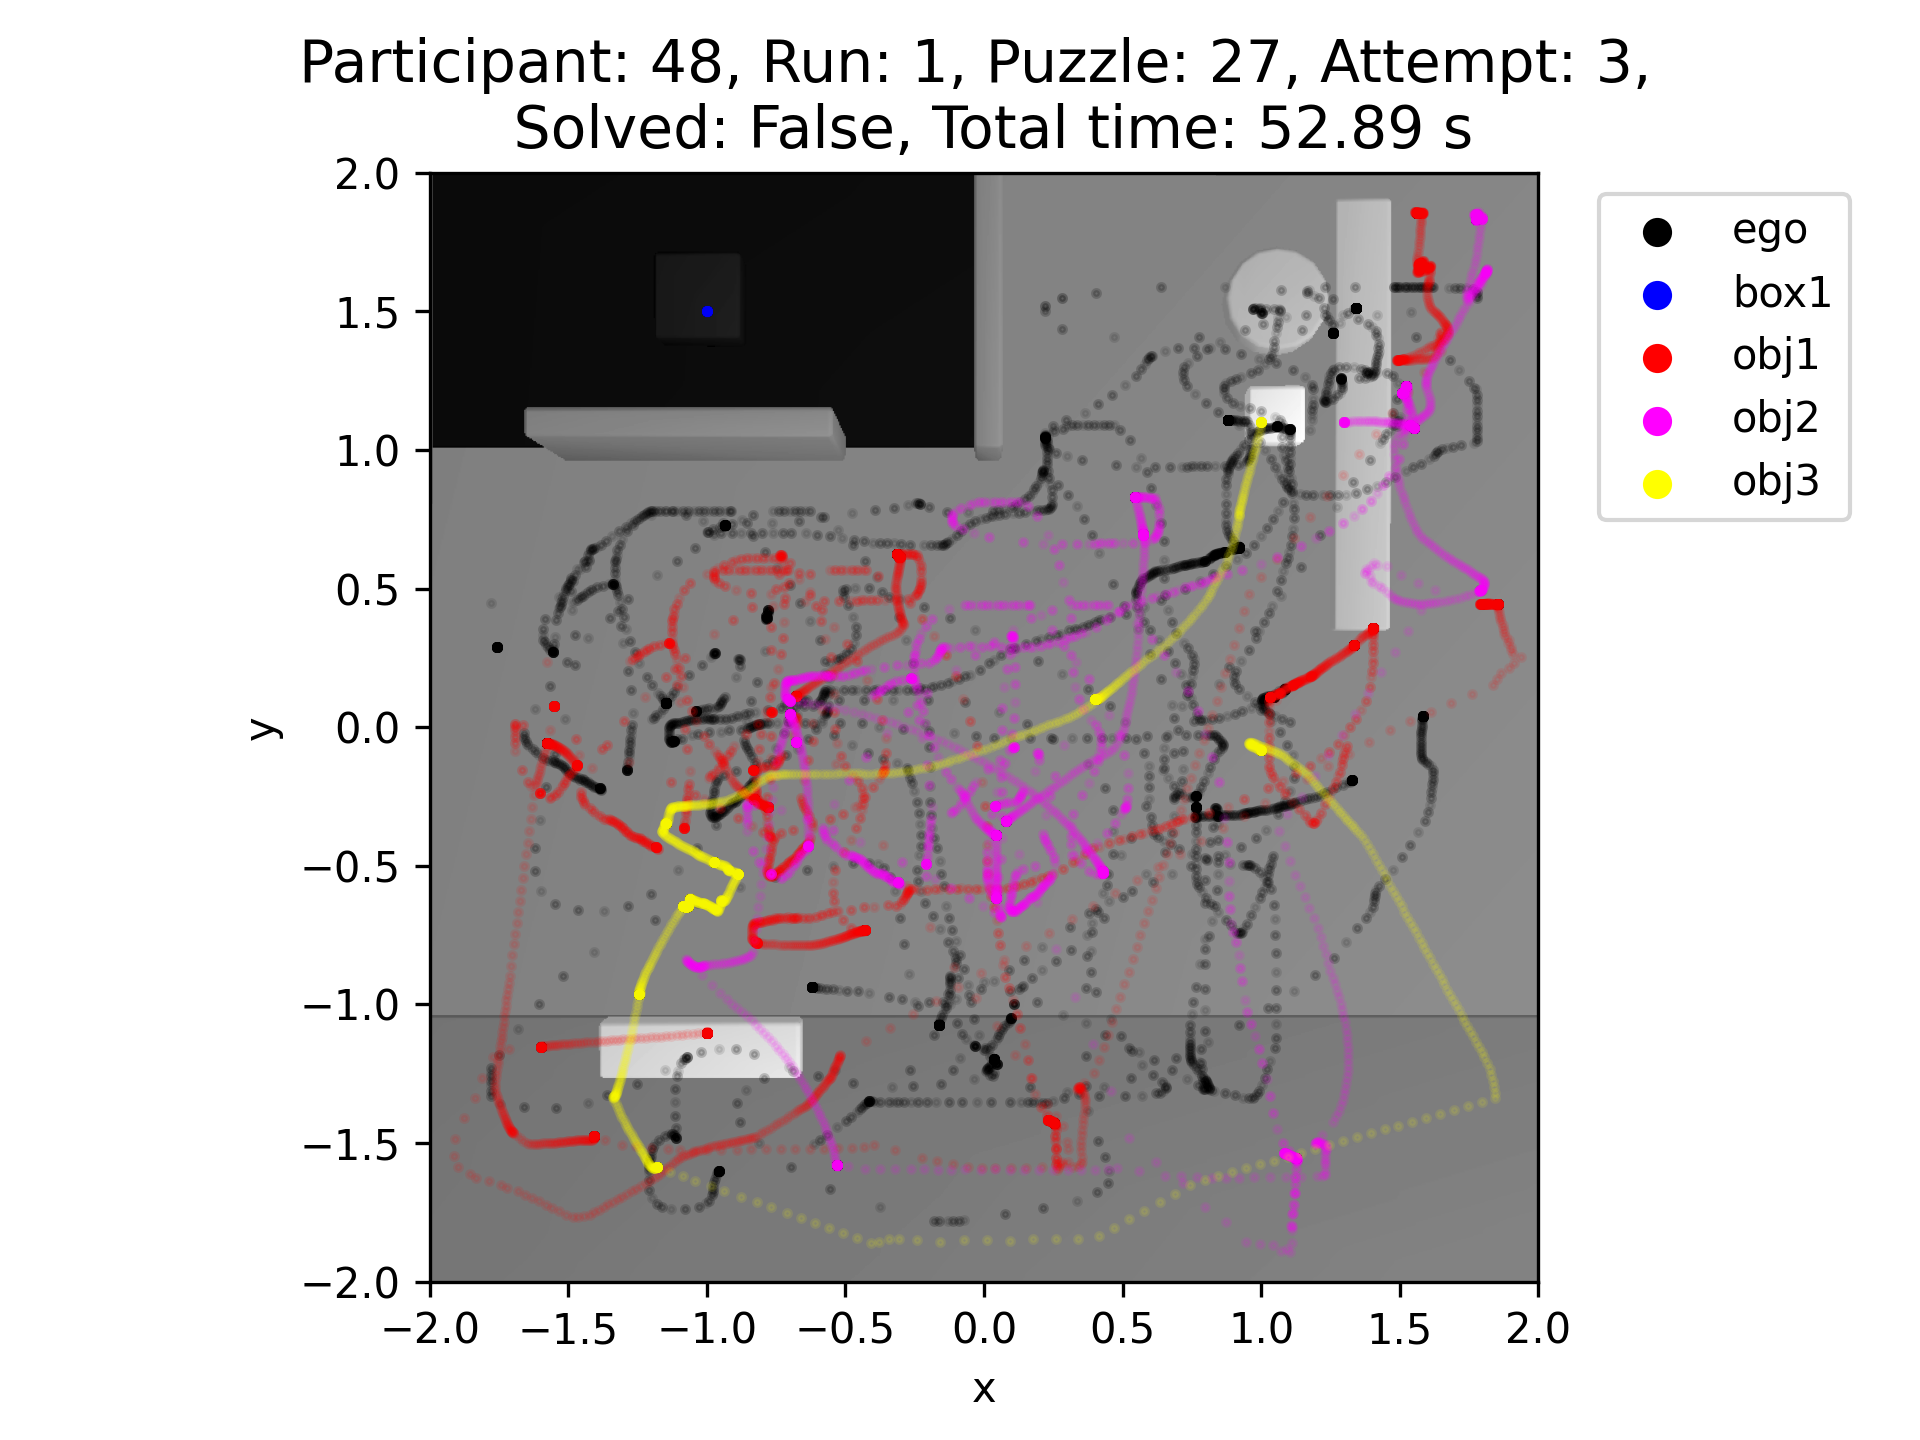 Participant: 48, Run: 1, Puzzle: 27, Attempt: 3,
Solved: False, Total time: 52.89 s
2.0
1.5
1.0
0.5
0.0
−0.5
−1.0
−1.5
−2.0
y
−2.0 −1.5 −1.0 −0.5 0.0 0.5 1.0 1.5 2.0
x
ego
box1
obj1
obj2
obj3